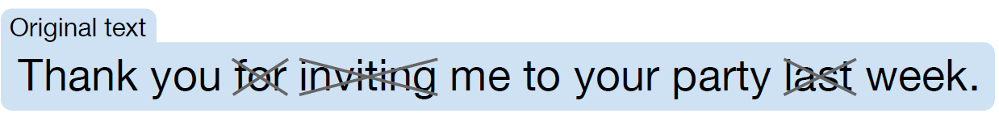 Original text
Thank you for inviting me to your party last week.